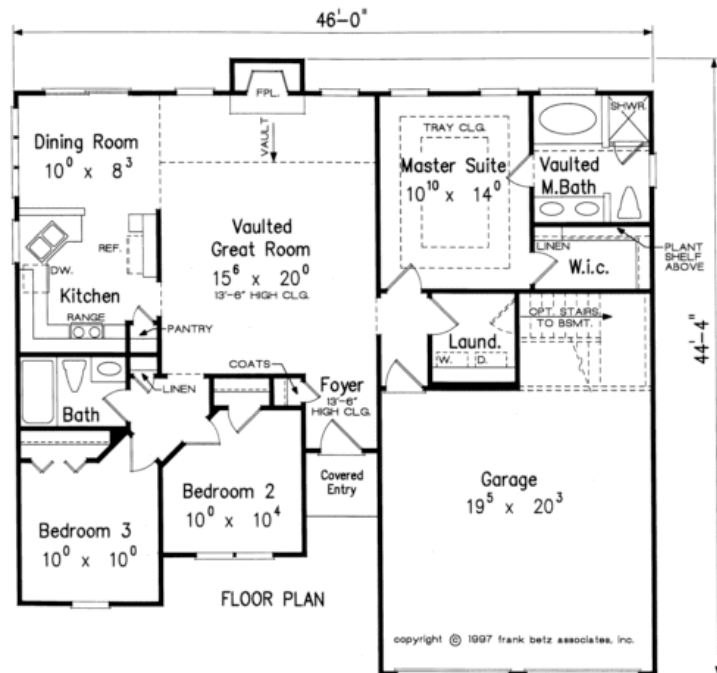 46'-0"
FPL.
SHWR.
VAULT
TRAY CLG.
Dining Room
10⁰ x 8³
Master Suite
10¹⁰ x 14⁰
Vaulted
M.Bath
Vaulted
Great Room
15⁶ x 20⁰
13'-6" HIGH CLG.
REF.
DW.
Kitchen
RANGE
PANTRY
LINEN
W.i.c.
PLANT
SHELF
ABOVE
OPT. STAIRS
TO BSMT.
Laund.
W.
D.
44'-4"
COATS
Foyer
13'-6"
HIGH CLG.
LINEN
Bath
Covered
Entry
Garage
19⁵ x 20³
Bedroom 2
10⁰ x 10⁴
Bedroom 3
10⁰ x 10⁰
FLOOR PLAN
copyright © 1997 frank betz associates, inc.